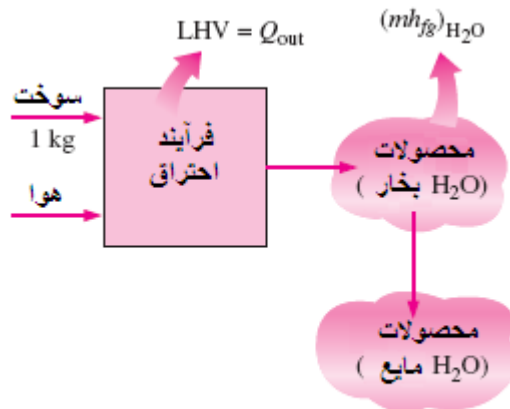 LHV = Qout
(mhfg)H2O
سوخت
1 kg
هوا
فرآیند
احتراق
محصولات
( بخار H2O)
محصولات
( مایع H2O)